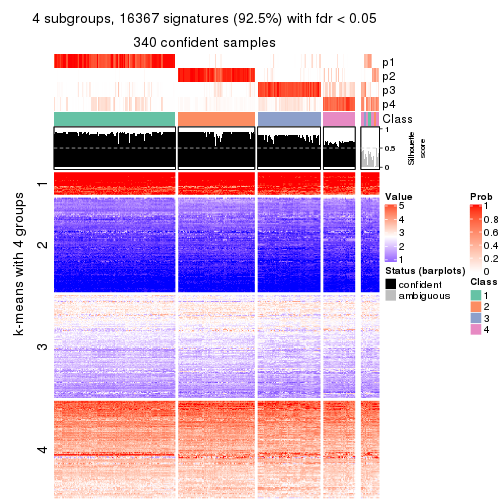 4 subgroups, 16367 signatures (92.5%) with fdr < 0.05
340 confident samples
p1
p2
p3
p4
Class
1
0.5
0
Silhouette
score
k-means with 4 groups
1
2
3
4
Value
5
4
3
2
1
Status (barplots)
confident
ambiguous
Prob
1
0.8
0.6
0.4
0.2
0
Class
1
2
3
4